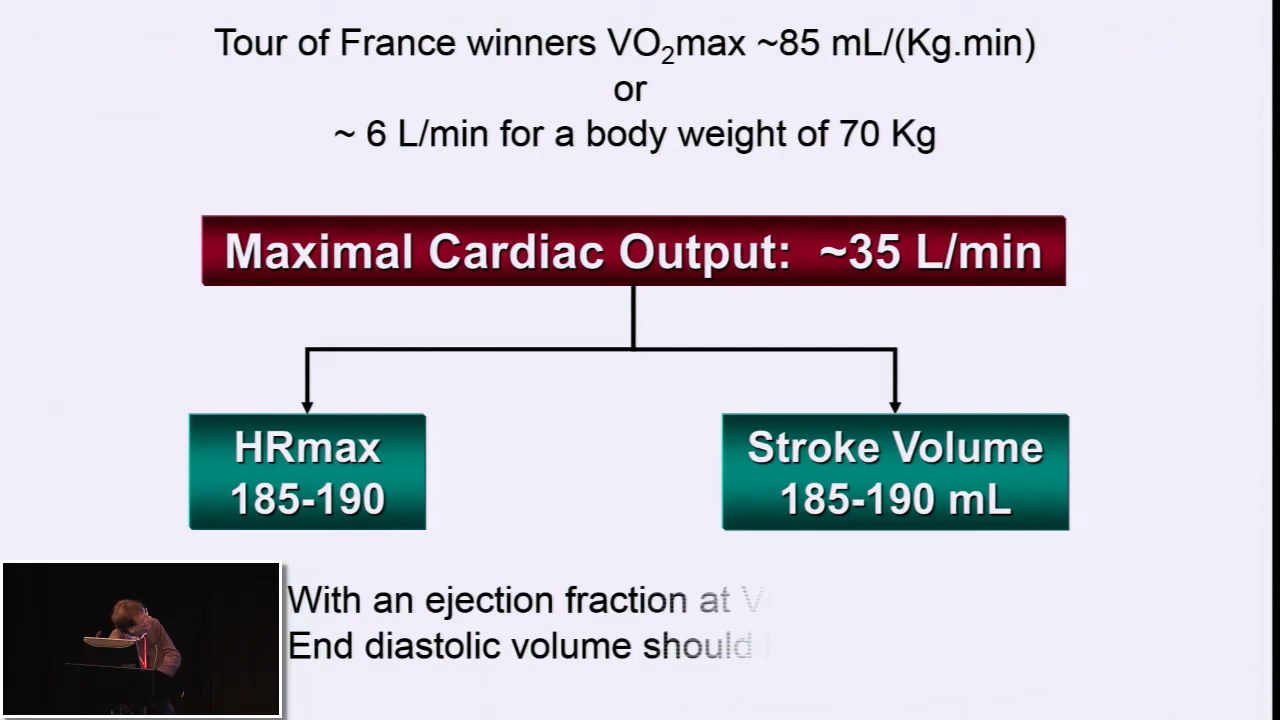 Tour of France winners VO₂max ~85 mL/(Kg.min)
or
~ 6 L/min for a body weight of 70 Kg
Maximal Cardiac Output: ~35 L/min
HRmax
185-190
Stroke Volume
185-190 mL
With an ejection fraction at
End diastolic volume should